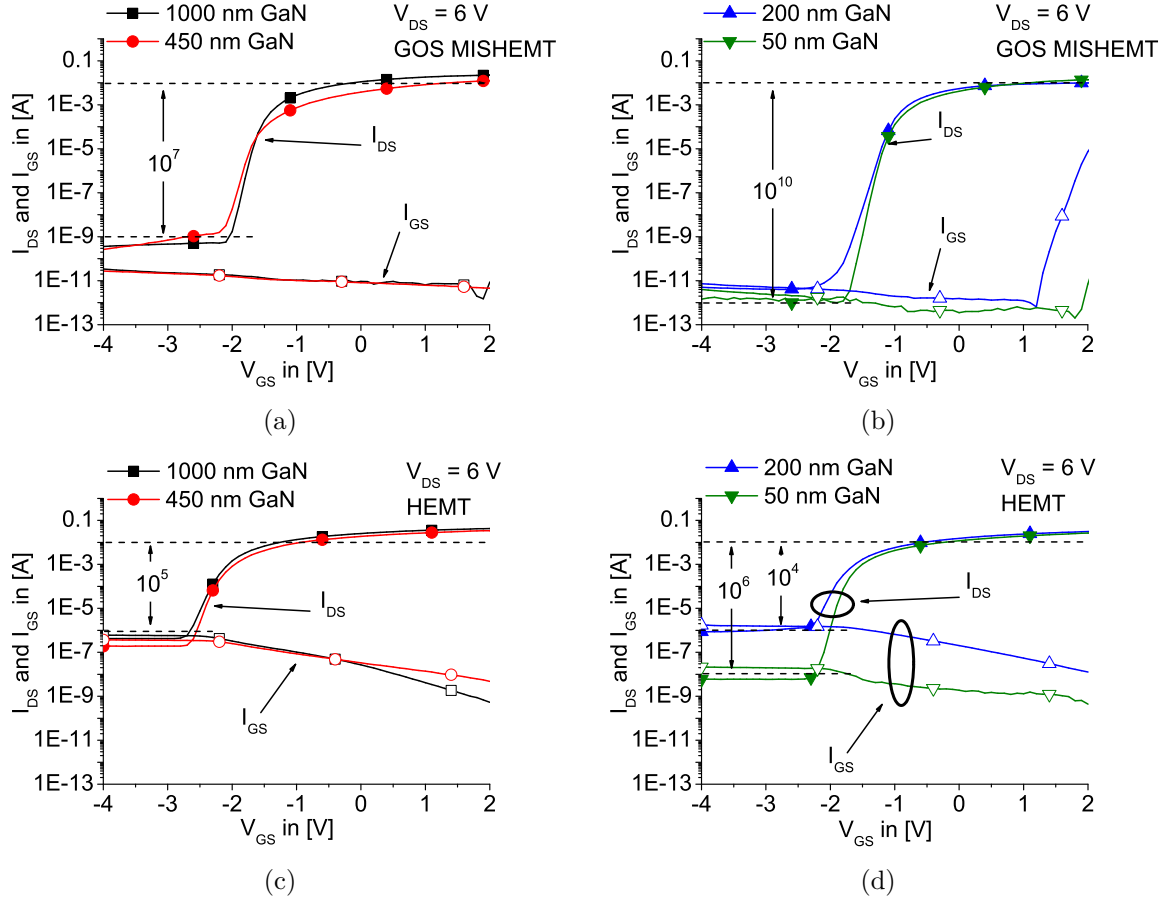 1000 nm GaN
450 nm GaN
V_DS = 6 V
GOS MISHEMT
I_DS and I_GS in [A]
0.1
1E-3
1E-5
1E-7
1E-9
1E-11
1E-13
10^7
I_DS
I_GS
-4 -3 -2 -1 0 1 2
V_GS in [V]
(a)
200 nm GaN
50 nm GaN
V_DS = 6 V
GOS MISHEMT
I_DS and I_GS in [A]
0.1
1E-3
1E-5
1E-7
1E-9
1E-11
1E-13
10^10
I_DS
I_GS
-4 -3 -2 -1 0 1 2
V_GS in [V]
(b)
1000 nm GaN
450 nm GaN
V_DS = 6 V
HEMT
I_DS and I_GS in [A]
0.1
1E-3
1E-5
1E-7
1E-9
1E-11
1E-13
10^5
I_DS
I_GS
-4 -3 -2 -1 0 1 2
V_GS in [V]
(c)
200 nm GaN
50 nm GaN
V_DS = 6 V
HEMT
I_DS and I_GS in [A]
0.1
1E-3
1E-5
1E-7
1E-9
1E-11
1E-13
10^6
10^4
I_DS
I_GS
-4 -3 -2 -1 0 1 2
V_GS in [V]
(d)